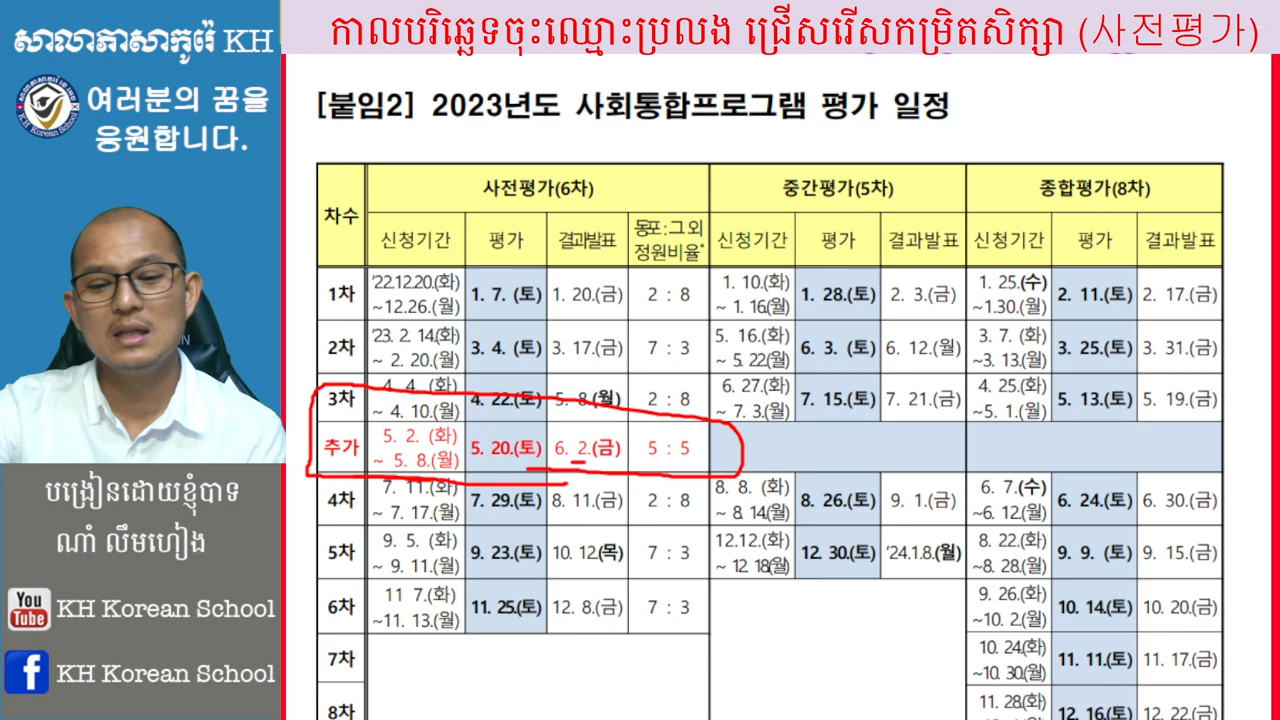 សាលាភាសាកូរ៉េ KH
여러분의 꿈을
응원합니다.
បង្រៀនដោយខ្ញុំបាទ
ណាំ លឹមហៀង
You Tube KH Korean School
f KH Korean School
កាលបរិច្ឆេទចុះឈ្មោះប្រលង ជ្រើសរើសកម្រិតសិក្សា (사전평가)
[붙임2] 2023년도 사회통합프로그램 평가 일정
차수 사전평가(6차) 중간평가(5차) 종합평가(8차)
신청기간 평가 결과발표 동포:그외 정원비율* 신청기간 평가 결과발표 신청기간 평가 결과발표
1차 '22.12.20.(화) ~12.26.(월) 1. 7. (토) 1. 20.(금) 2 : 8 1. 10.(화) ~ 1. 16.(월) 1. 28.(토) 2. 3.(금) 1. 25.(수) ~1.30.(월) 2. 11.(토) 2. 17.(금)
2차 '23. 2. 14.(화) ~ 2. 20.(월) 3. 4. (토) 3. 17.(금) 7 : 3 5. 16.(화) ~ 5. 22(월) 6. 3. (토) 6. 12.(월) 3. 7. (화) ~3. 13.(월) 3. 25.(토) 3. 31.(금)
3차 4. 4. (화) ~ 4. 10.(월) 4. 22.(토) 5. 8.(월) 2 : 8 6. 27.(화) ~ 7. 3.(월) 7. 15.(토) 7. 21.(금) 4. 25(화) ~5. 1.(월) 5. 13.(토) 5. 19.(금)
추가 5. 2. (화) ~ 5. 8.(월) 5. 20.(토) 6. 2.(금) 5 : 5
4차 7. 11.(화) ~ 7. 17.(월) 7. 29.(토) 8. 11.(금) 2 : 8 8. 8. (화) ~ 8. 14(월) 8. 26.(토) 9. 1.(금) 6. 7.(수) ~6. 12.(월) 6. 24.(토) 6. 30.(금)
5차 9. 5. (화) ~ 9. 11.(월) 9. 23.(토) 10. 12.(목) 7 : 3 12.12.(화) ~ 12. 18(월) 12. 30.(토) '24.1.8.(월) 8. 22(화) ~8. 28.(월) 9. 9. (토) 9. 15.(금)
6차 11 7.(화) ~11. 13.(월) 11. 25.(토) 12. 8.(금) 7 : 3 9. 26(화) ~10. 2.(월) 10. 14.(토) 10. 20.(금)
7차 10. 24.(화) ~10. 30.(월) 11. 11.(토) 11. 17.(금)
8차 11. 28.(화) 12. 16(토) 12. 22.(금)